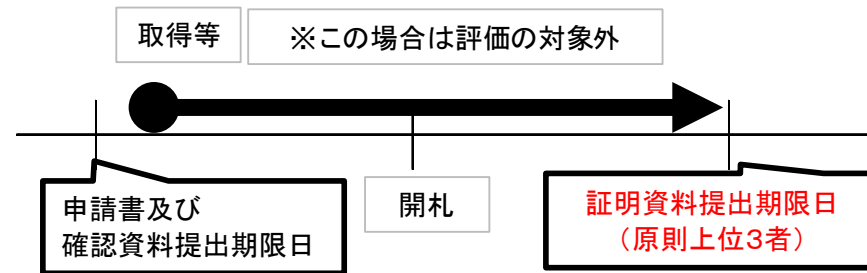 取得等
※この場合は評価の対象外
申請書及び
確認資料提出期限日
開札
証明資料提出期限日
（原則上位３者）